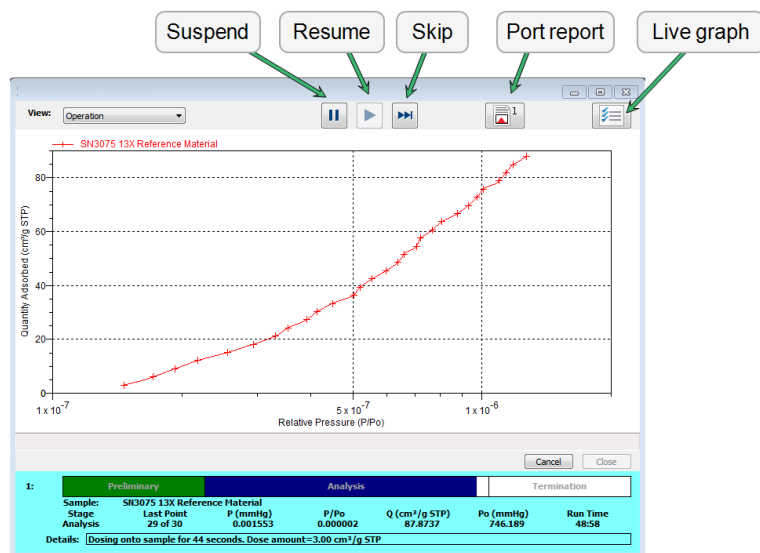 Suspend Resume Skip Port report Live graph
View: Operation 1
SN3075 13X Reference Material
Quantity Adsorbed (cm³/g STP)
80
60
40
20
0
1 x 10⁻⁷ 5 x 10⁻⁷ 1 x 10⁻⁶
Relative Pressure (P/Po)
Cancel Close
1: Preliminary Analysis Termination
Sample: SN3075 13X Reference Material
Stage Last Point P (mmHg) P/Po Q (cm³/g STP) Po (mmHg) Run Time
Analysis 29 of 30 0.001553 0.000002 87.8737 746.189 48:58
Details: Dosing onto sample for 44 seconds. Dose amount=3.00 cm³/g STP